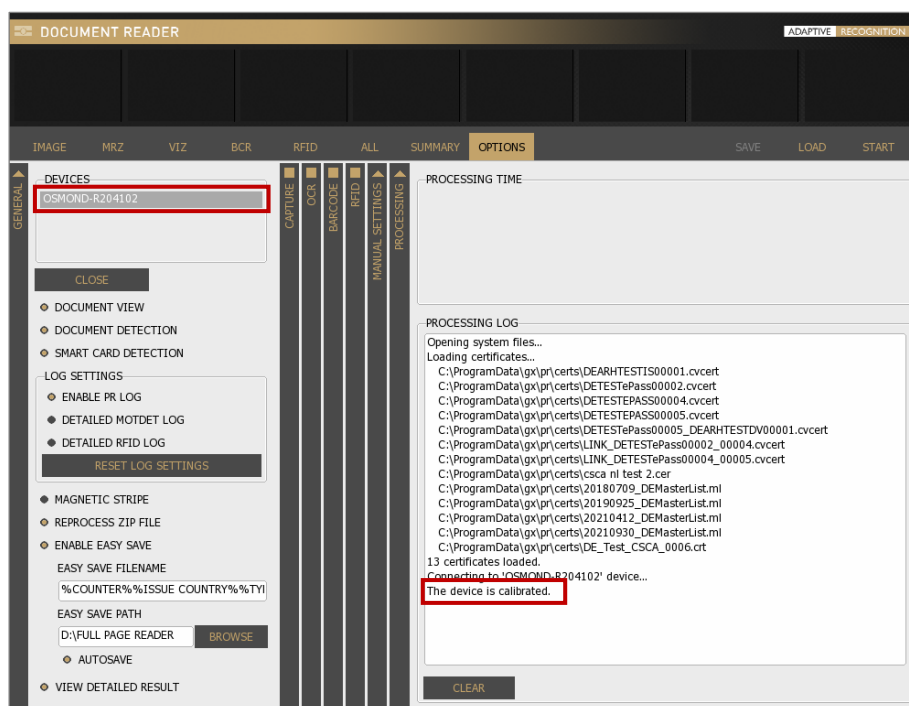 DOCUMENT READER
ADAPTIVE RECOGNITION
IMAGE MRZ VIZ BCR RFID ALL SUMMARY OPTIONS SAVE LOAD START
GENERAL
DEVICES
OSMOND-R204102
CLOSE
DOCUMENT VIEW
DOCUMENT DETECTION
SMART CARD DETECTION
LOG SETTINGS
ENABLE PR LOG
DETAILED MOTDET LOG
DETAILED RFID LOG
RESET LOG SETTINGS
MAGNETIC STRIPE
REPROCESS ZIP FILE
ENABLE EASY SAVE
EASY SAVE FILENAME
%COUNTER%%ISSUE COUNTRY%%TYI
EASY SAVE PATH
D:\FULL PAGE READER BROWSE
AUTOSAVE
VIEW DETAILED RESULT
CAPTURE
OCR
BARCODE
RFID
MANUAL SETTINGS
PROCESSING
PROCESSING TIME
PROCESSING LOG
Opening system files...
Loading certificates...
C:\ProgramData\gx\pr\certs\DEARHTESTIS00001.cvcert
C:\ProgramData\gx\pr\certs\DETESTePass00002.cvcert
C:\ProgramData\gx\pr\certs\DETESTEPASS00004.cvcert
C:\ProgramData\gx\pr\certs\DETESTEPASS00005.cvcert
C:\ProgramData\gx\pr\certs\DETESTePass00005_DEARHTESTDV00001.cvcert
C:\ProgramData\gx\pr\certs\LINK_DETESTePass00002_00004.cvcert
C:\ProgramData\gx\pr\certs\LINK_DETESTePass00004_00005.cvcert
C:\ProgramData\gx\pr\certs\csca nl test 2.cer
C:\ProgramData\gx\pr\certs\20180709_DEMasterList.ml
C:\ProgramData\gx\pr\certs\20190925_DEMasterList.ml
C:\ProgramData\gx\pr\certs\20210412_DEMasterList.ml
C:\ProgramData\gx\pr\certs\20210930_DEMasterList.ml
C:\ProgramData\gx\pr\certs\DE_Test_CSCA_0006.crt
13 certificates loaded.
Connecting to 'OSMOND-R204102' device...
The device is calibrated.
CLEAR